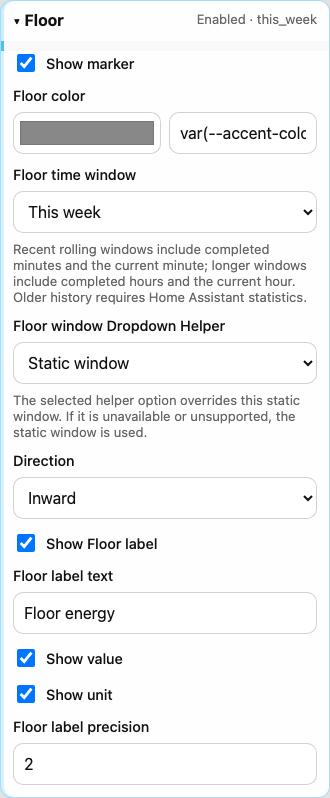 ▾ Floor
Enabled · this_week
Show marker
Floor color
var(--accent-colo
Floor time window
This week
Recent rolling windows include completed
minutes and the current minute; longer windows
include completed hours and the current hour.
Older history requires Home Assistant statistics.
Floor window Dropdown Helper
Static window
The selected helper option overrides this static
window. If it is unavailable or unsupported, the
static window is used.
Direction
Inward
Show Floor label
Floor label text
Floor energy
Show value
Show unit
Floor label precision
2